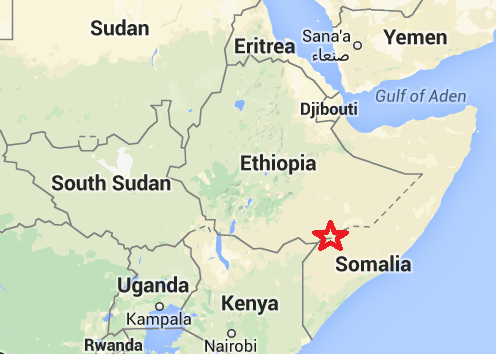 Sudan
Sana'a
صنعاء
Yemen
Eritrea
Gulf of Aden
Djibouti
Ethiopia
South Sudan
Somalia
Uganda
Kampala
Kenya
Rwanda
Nairobi